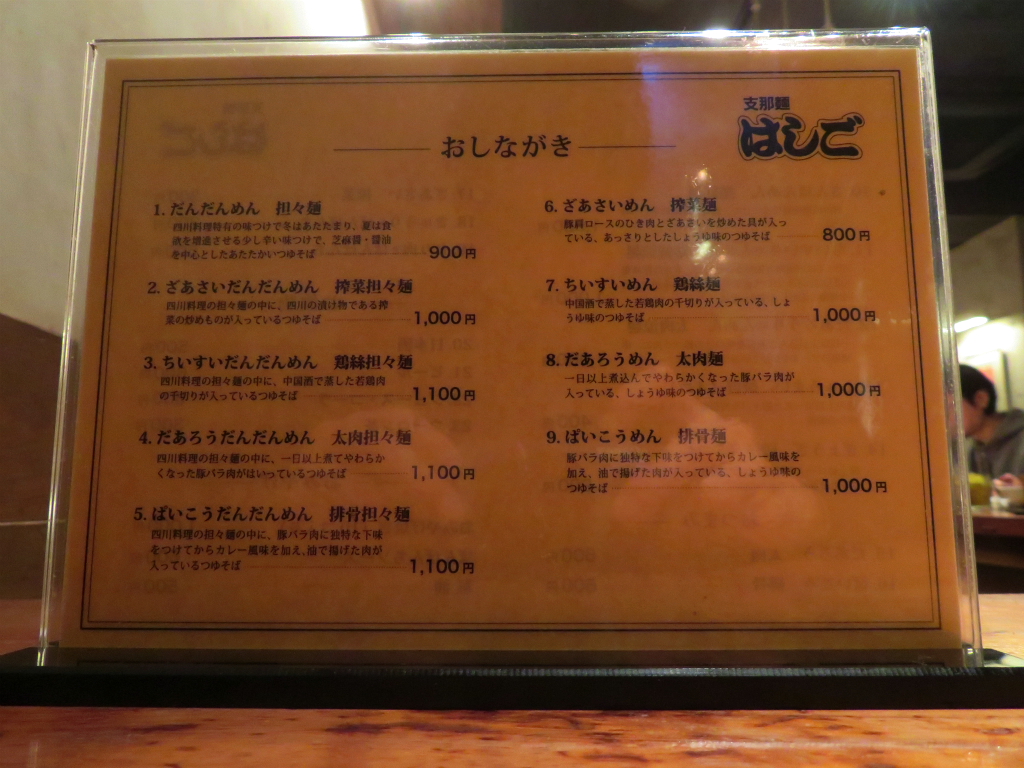 支那麺
はしご
おしながき
1. だんだんめん 担々麺
四川料理特有の味つけで冬はあたたまり、夏は食
欲を増進させる少し辛い味つけで、芝麻醤・醤油
を中心としたあたたかいつゆそば 900円
2. ざあさいだんだんめん 搾菜担々麺
四川料理の担々麺の中に、四川の漬け物である搾
菜の炒めものが入っているつゆそば 1,000円
3. ちいすいだんだんめん 鶏絲担々麺
四川料理の担々麺の中に、中国酒で蒸した若鶏肉
の千切りが入っているつゆそば 1,100円
4. だあろうだんだんめん 太肉担々麺
四川料理の担々麺の中に、一日以上煮てやわらか
くなった豚バラ肉がはいっているつゆそば 1,100円
5. ぱいこうだんだんめん 排骨担々麺
四川料理の担々麺の中に、豚バラ肉に独特な下味
をつけてからカレー風味を加え、油で揚げた肉が
入っているつゆそば 1,100円
6. ざあさいめん 搾菜麺
豚肩ロースのひき肉とざあさいを炒めた具が入っ
ている、あっさりとしたしょうゆ味のつゆそば 800円
7. ちいすいめん 鶏絲麺
中国酒で蒸した若鶏肉の千切りが入っている、しょ
うゆ味のつゆそば 1,000円
8. だあろうめん 太肉麺
一日以上煮込んでやわらかくなった豚バラ肉が
入っている、しょうゆ味のつゆそば 1,000円
9. ぱいこうめん 排骨麺
豚バラ肉に独特な下味をつけてからカレー風味を
加え、油で揚げた肉が入っている、しょうゆ味の
つゆそば 1,000円